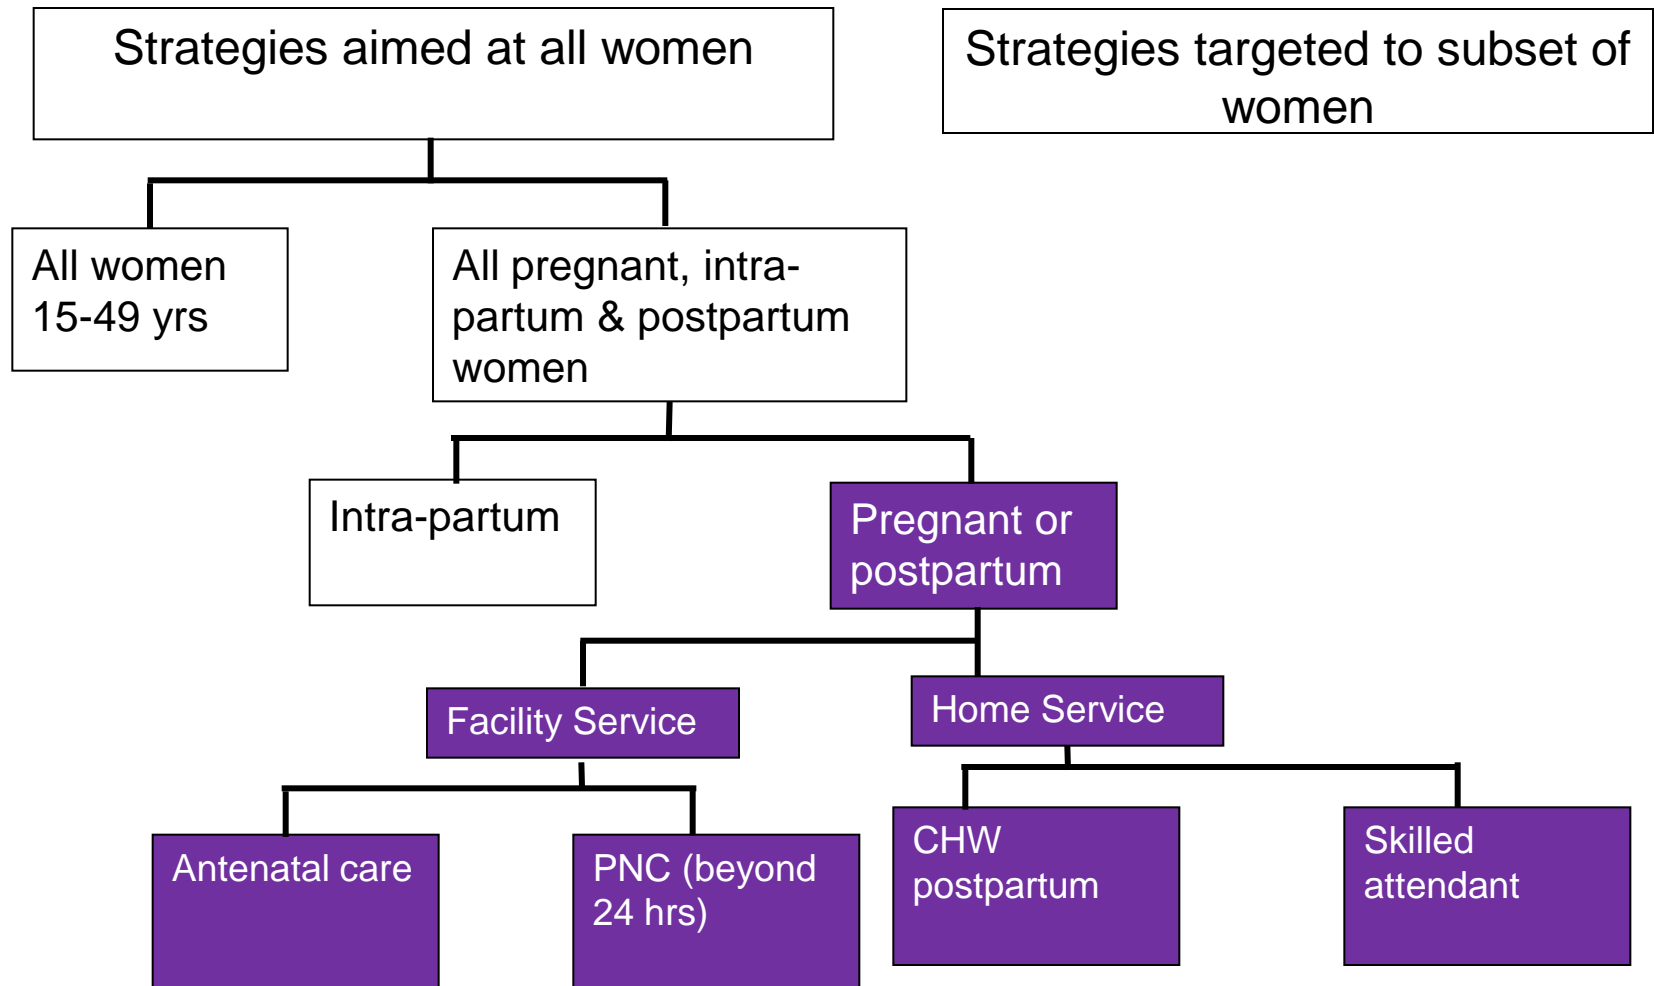 Strategies aimed at all women
Strategies targeted to subset of
women
All women
15-49 yrs
All pregnant, intra-
partum & postpartum
women
Intra-partum
Pregnant or
postpartum
Facility Service
Home Service
Antenatal care
PNC (beyond
24 hrs)
CHW
postpartum
Skilled
attendant